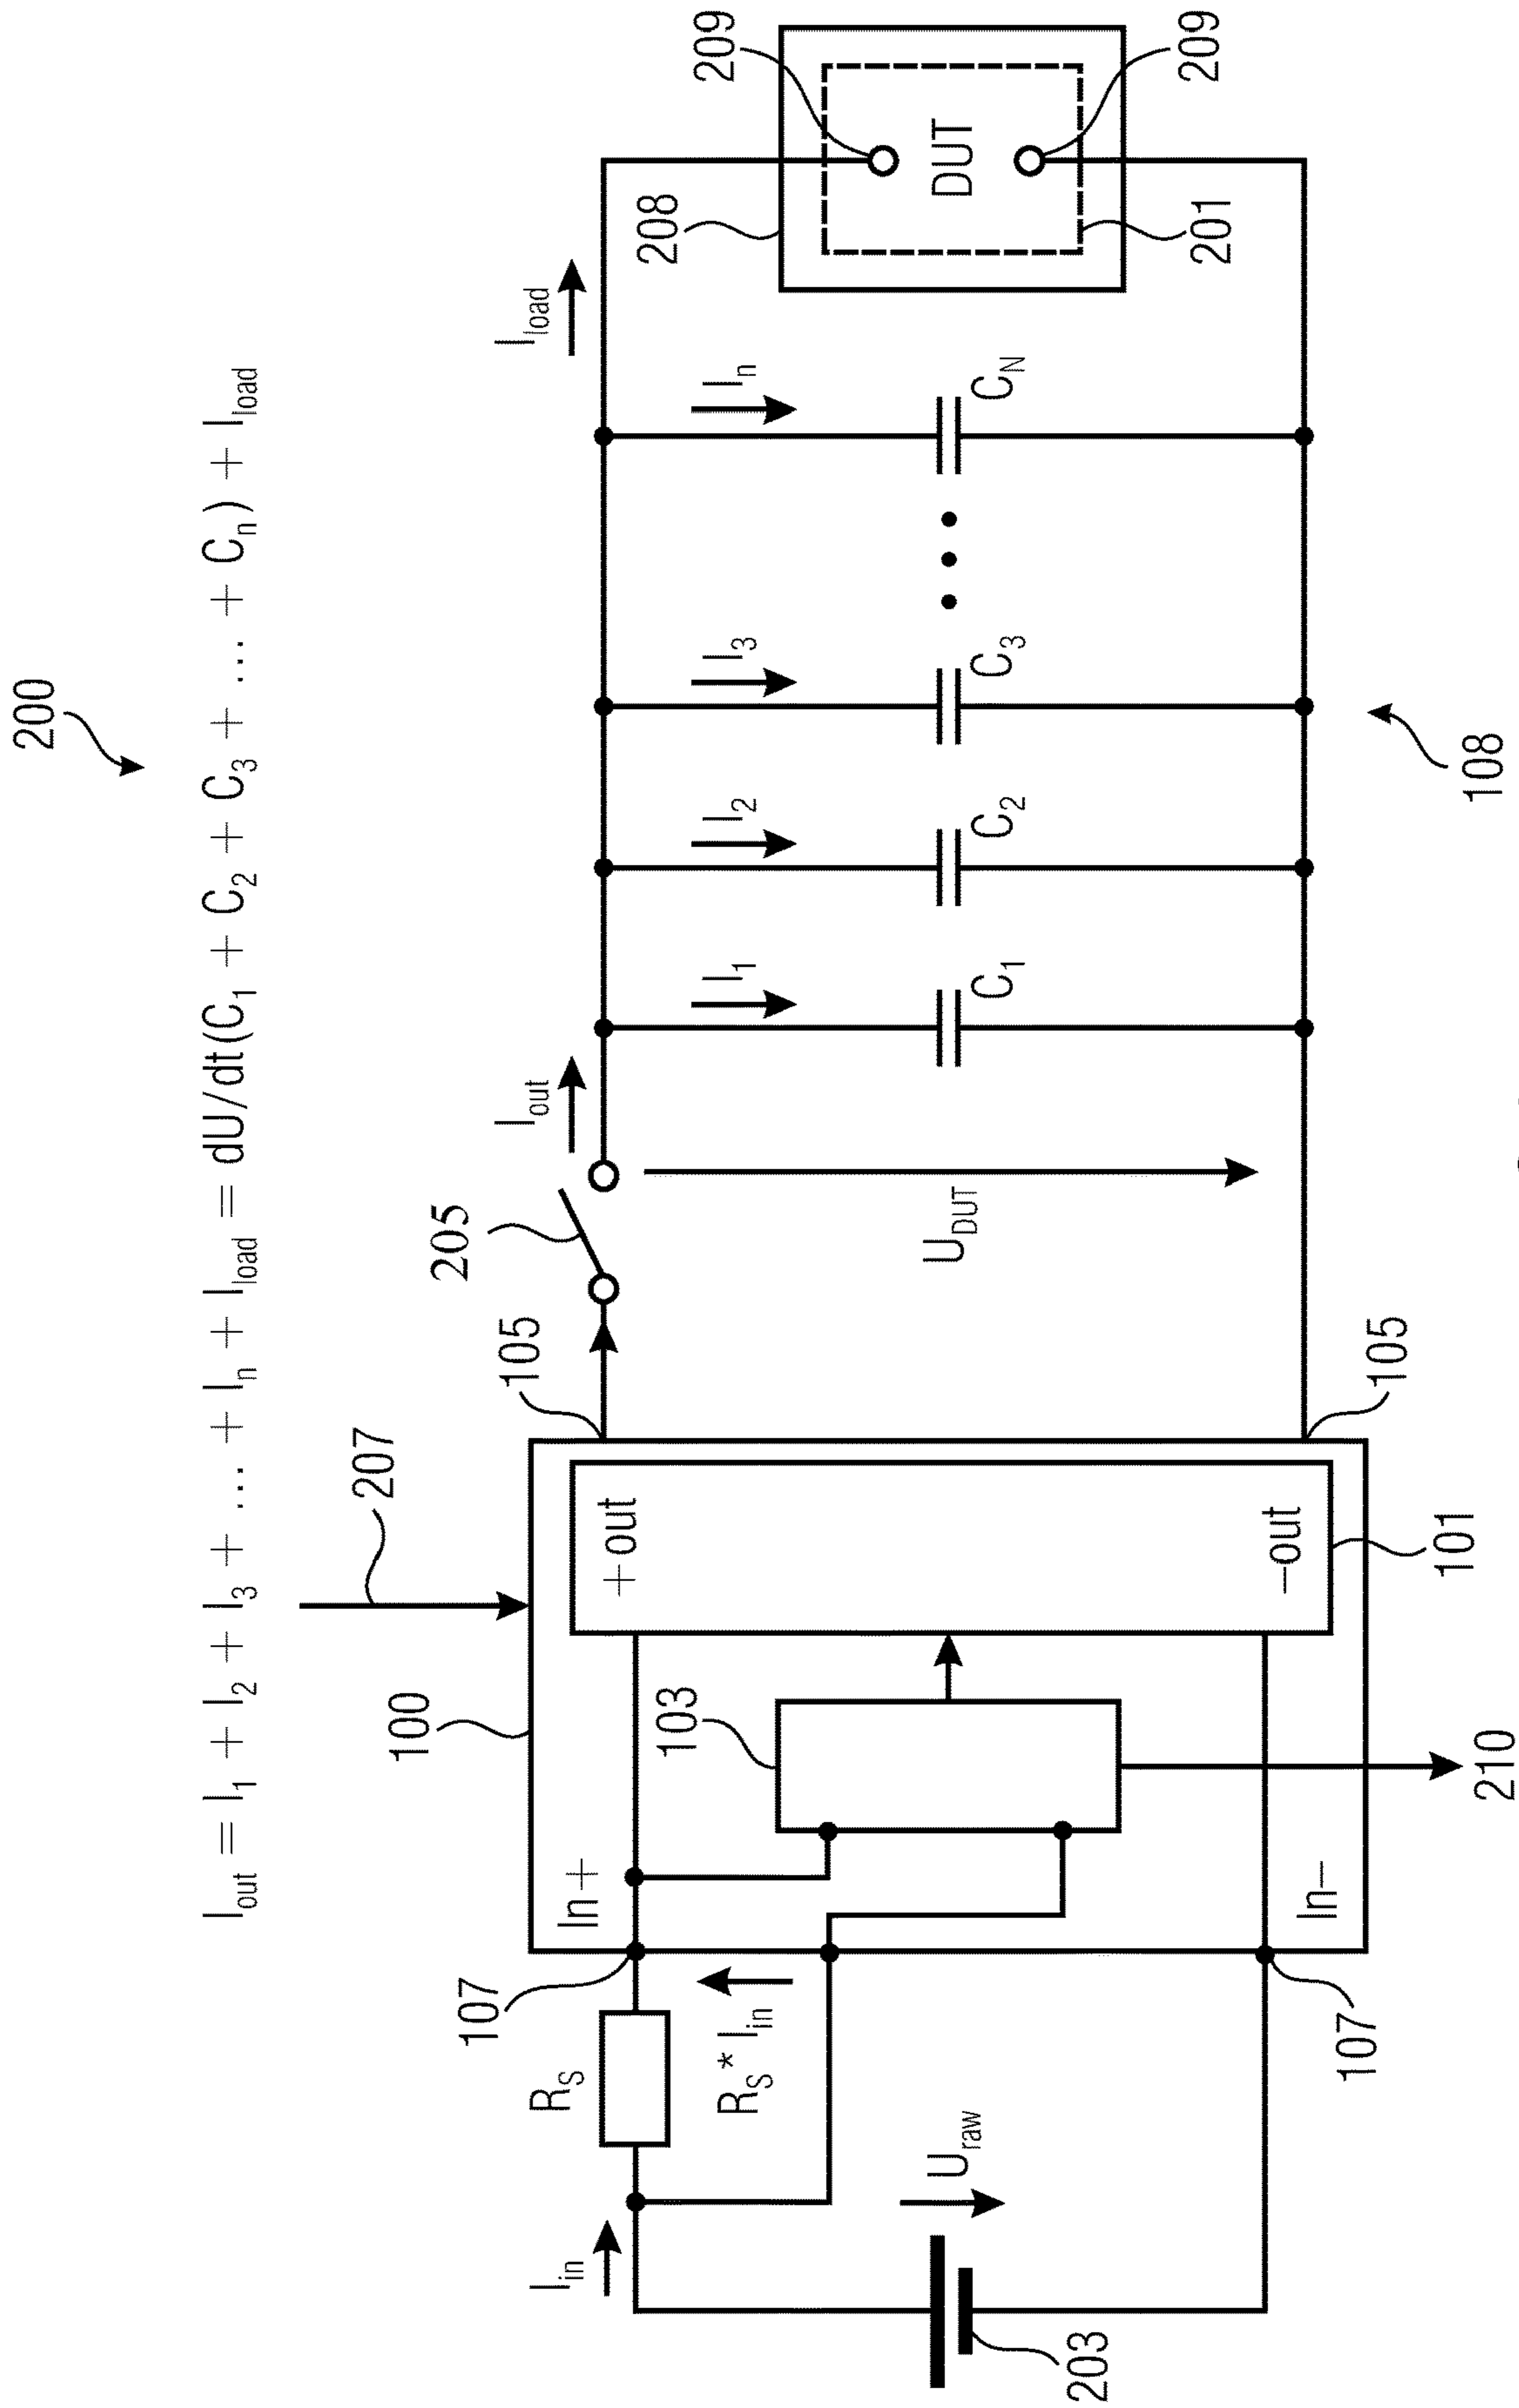 200
I_out = I_1 + I_2 + I_3 + ... + I_n + I_load = dU/dt(C_1 + C_2 + C_3 + ... + C_n) + I_load
207
100
205
105
107
I_in
R_S
In+
+out
I_out
I_load
208
209
R_S * I_in
103
I_1
I_2
I_3
I_n
U_raw
U_DUT
DUT
C_1
C_2
C_3
C_N
203
In−
−out
107
105
201
209
210
101
108